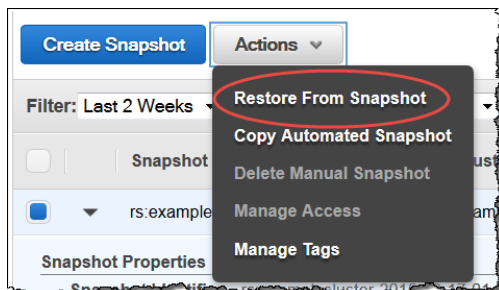 Create Snapshot Actions
Filter: Last 2 Weeks
Restore From Snapshot
Copy Automated Snapshot
Snapshot
Delete Manual Snapshot
rs:example
Manage Access
Manage Tags
Snapshot Properties